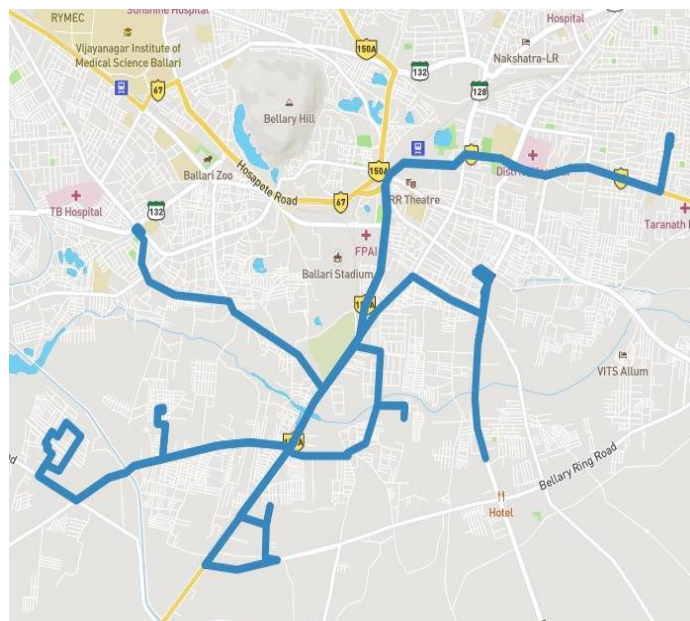 Sunshine Hospital
RYMEC
Hospital
Vijayanagar Institute of
Medical Science Ballari
150A
132
Nakshatra-LR
67
128
Bellary Hill
Ballari Zoo
Hosapete Road
150A
TB Hospital
132
67
RR Theatre
Taranath
FPAI
Ballari Stadium
VITS Allum
Bellary Ring Road
Hotel